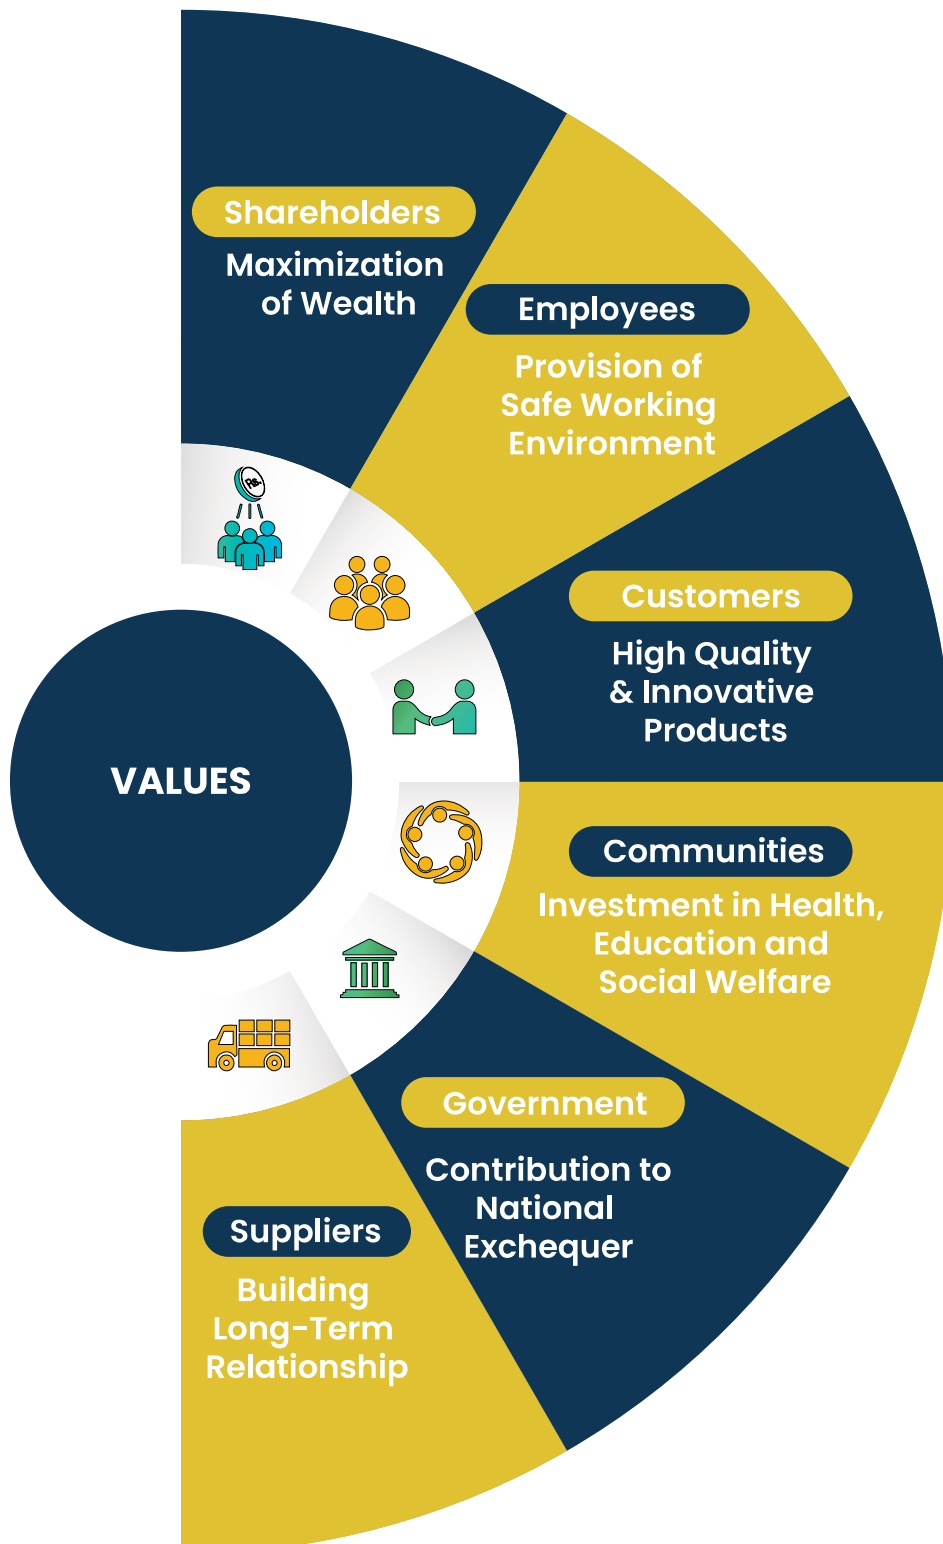 Shareholders
Maximization
of Wealth
Employees
Provision of
Safe Working
Environment
Rs.
Customers
High Quality
& Innovative
Products
VALUES
Communities
Investment in Health,
Education and
Social Welfare
Government
Contribution to
National
Exchequer
Suppliers
Building
Long-Term
Relationship